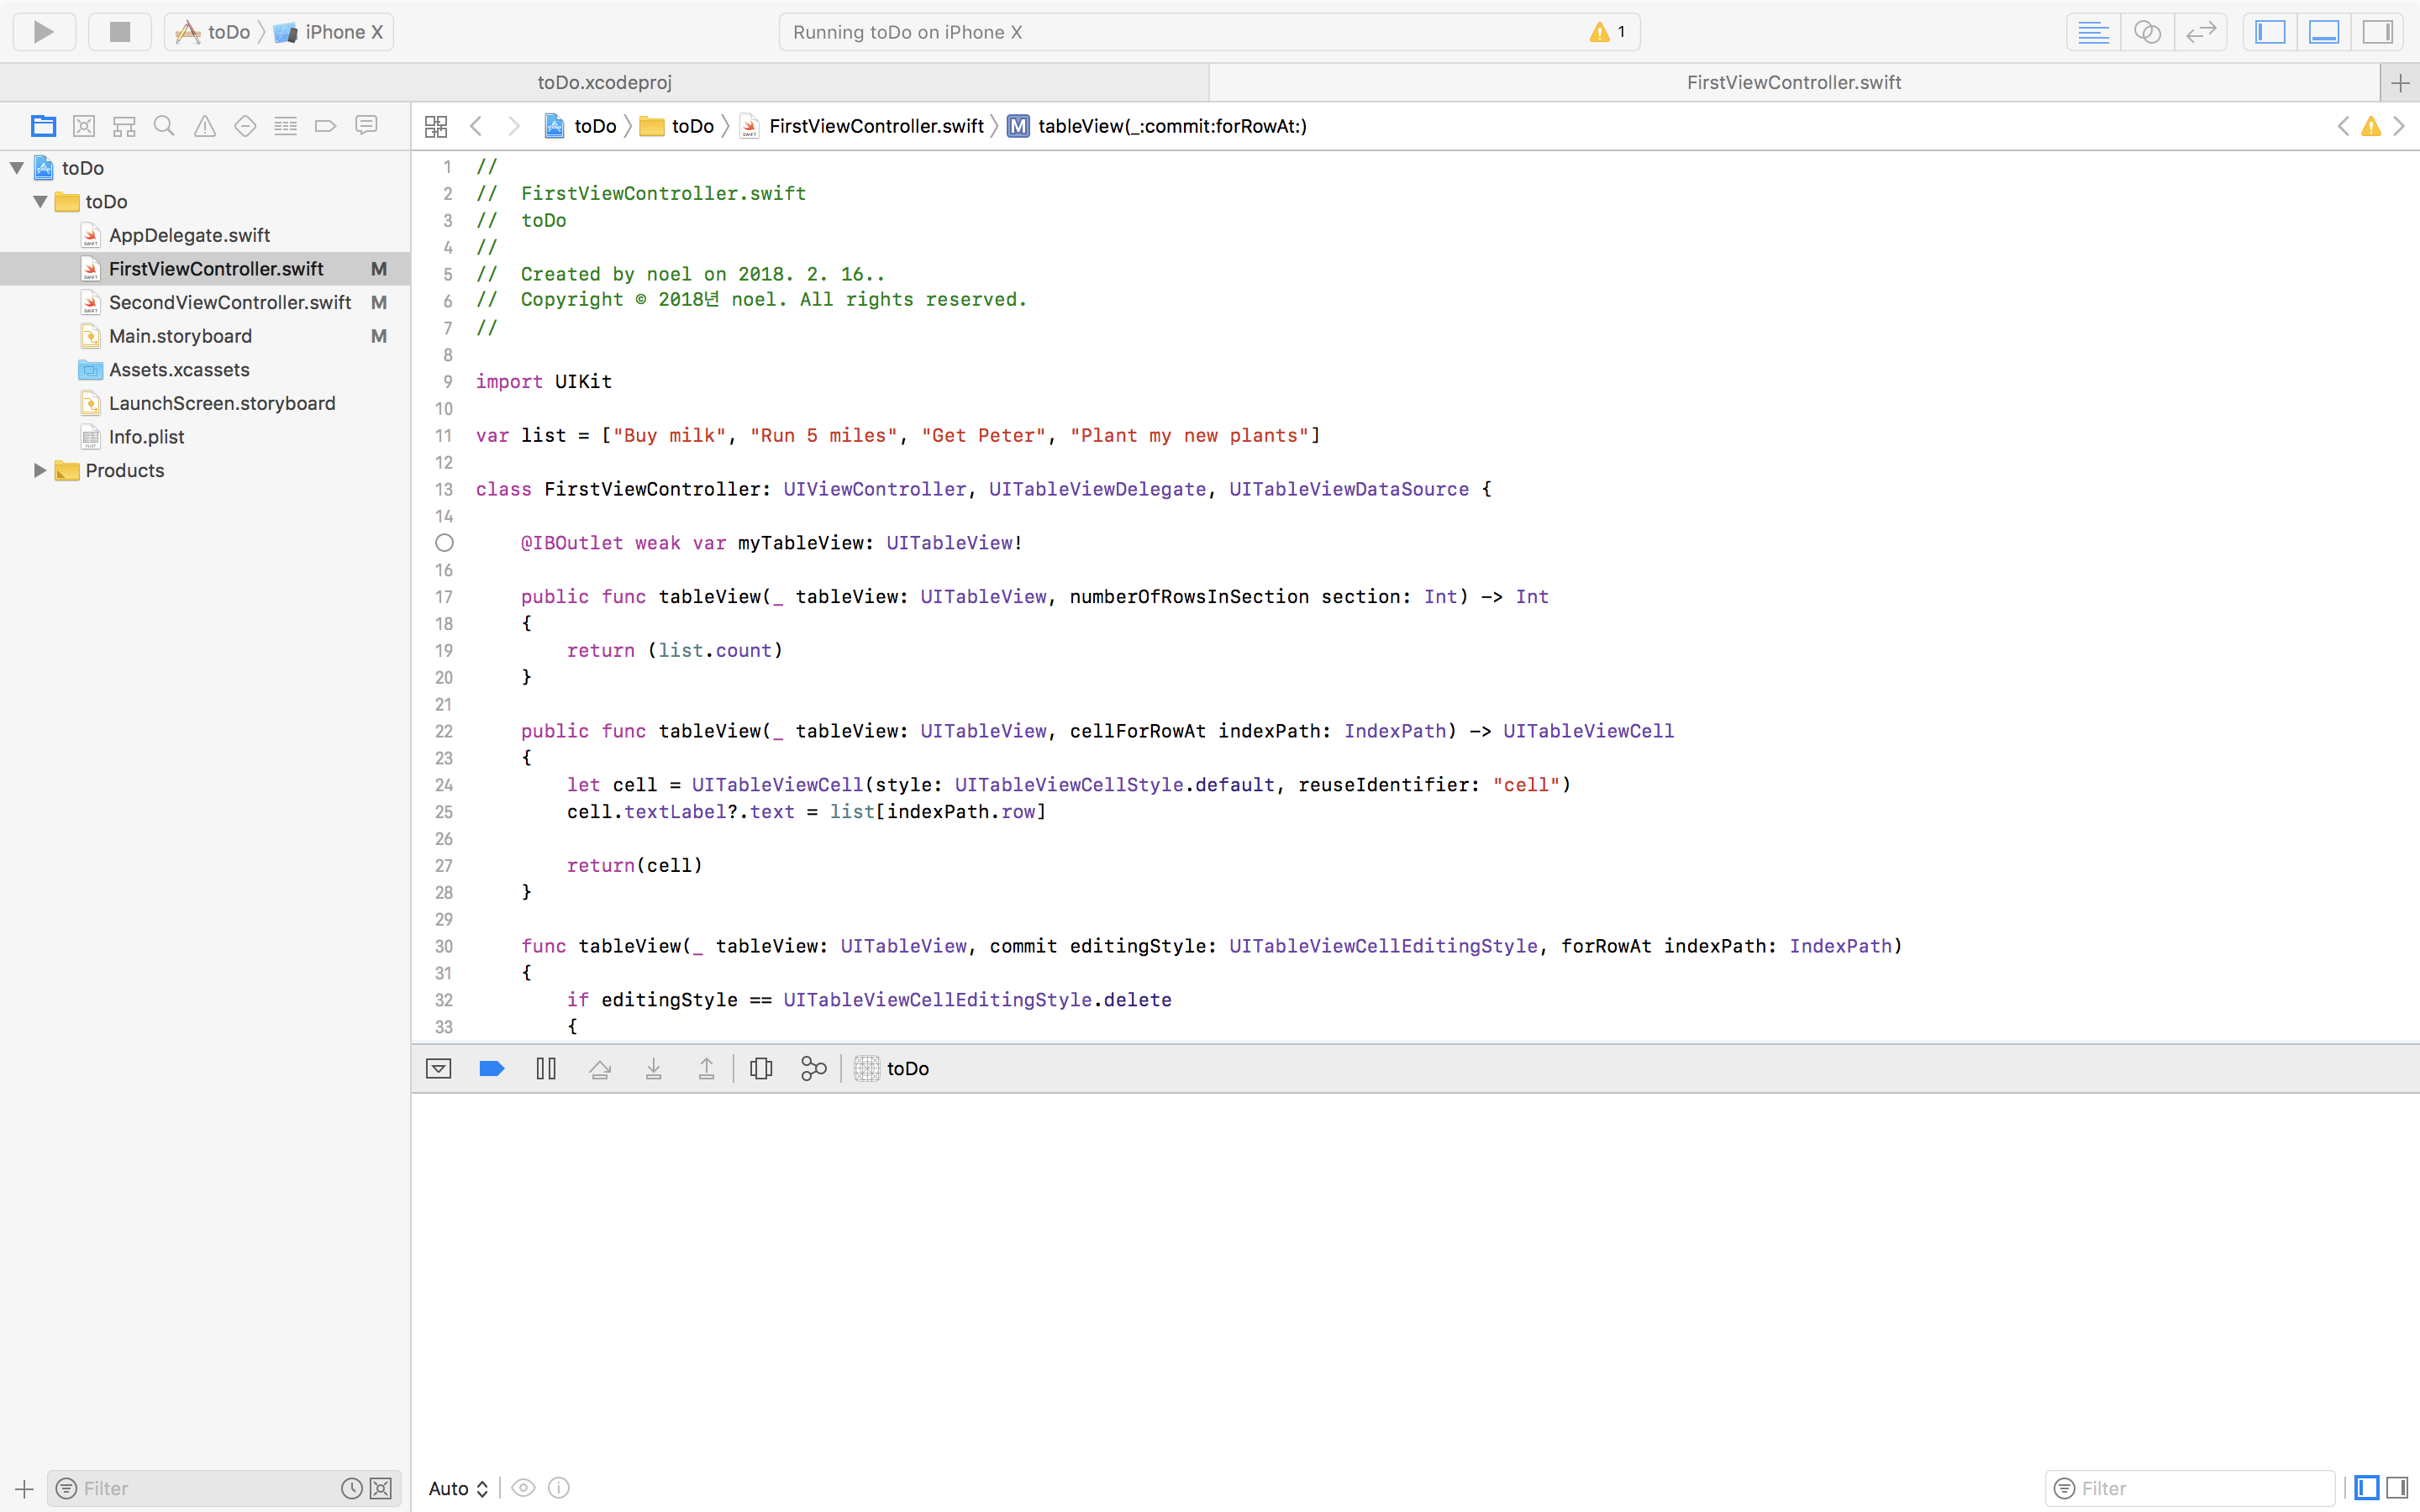 toDo iPhone X
Running toDo on iPhone X 1
toDo.xcodeproj
FirstViewController.swift
toDo
toDo
AppDelegate.swift
FirstViewController.swift M
SecondViewController.swift M
Main.storyboard M
Assets.xcassets
LaunchScreen.storyboard
Info.plist
Products
Filter
toDo toDo FirstViewController.swift M tableView(_:commit:forRowAt:)
1 //
2 //  FirstViewController.swift
3 //  toDo
4 //
5 //  Created by noel on 2018. 2. 16..
6 //  Copyright © 2018년 noel. All rights reserved.
7 //
8
9 import UIKit
10
11 var list = ["Buy milk", "Run 5 miles", "Get Peter", "Plant my new plants"]
12
13 class FirstViewController: UIViewController, UITableViewDelegate, UITableViewDataSource {
14
@IBOutlet weak var myTableView: UITableView!
16
17 public func tableView(_ tableView: UITableView, numberOfRowsInSection section: Int) -> Int
18 {
19 return (list.count)
20 }
21
22 public func tableView(_ tableView: UITableView, cellForRowAt indexPath: IndexPath) -> UITableViewCell
23 {
24 let cell = UITableViewCell(style: UITableViewCellStyle.default, reuseIdentifier: "cell")
25 cell.textLabel?.text = list[indexPath.row]
26
27 return(cell)
28 }
29
30 func tableView(_ tableView: UITableView, commit editingStyle: UITableViewCellEditingStyle, forRowAt indexPath: IndexPath)
31 {
32 if editingStyle == UITableViewCellEditingStyle.delete
33 {
toDo
Auto
Filter